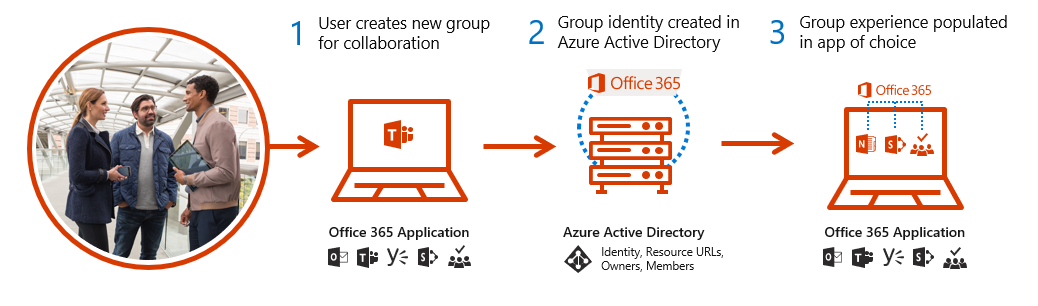 1 User creates new group
for collaboration
2 Group identity created in
Azure Active Directory
3 Group experience populated
in app of choice
Office 365
Office 365
T
N
S
Office 365 Application
O
T
S
Azure Active Directory
Identity, Resource URLs,
Owners, Members
Office 365 Application
O
T
S